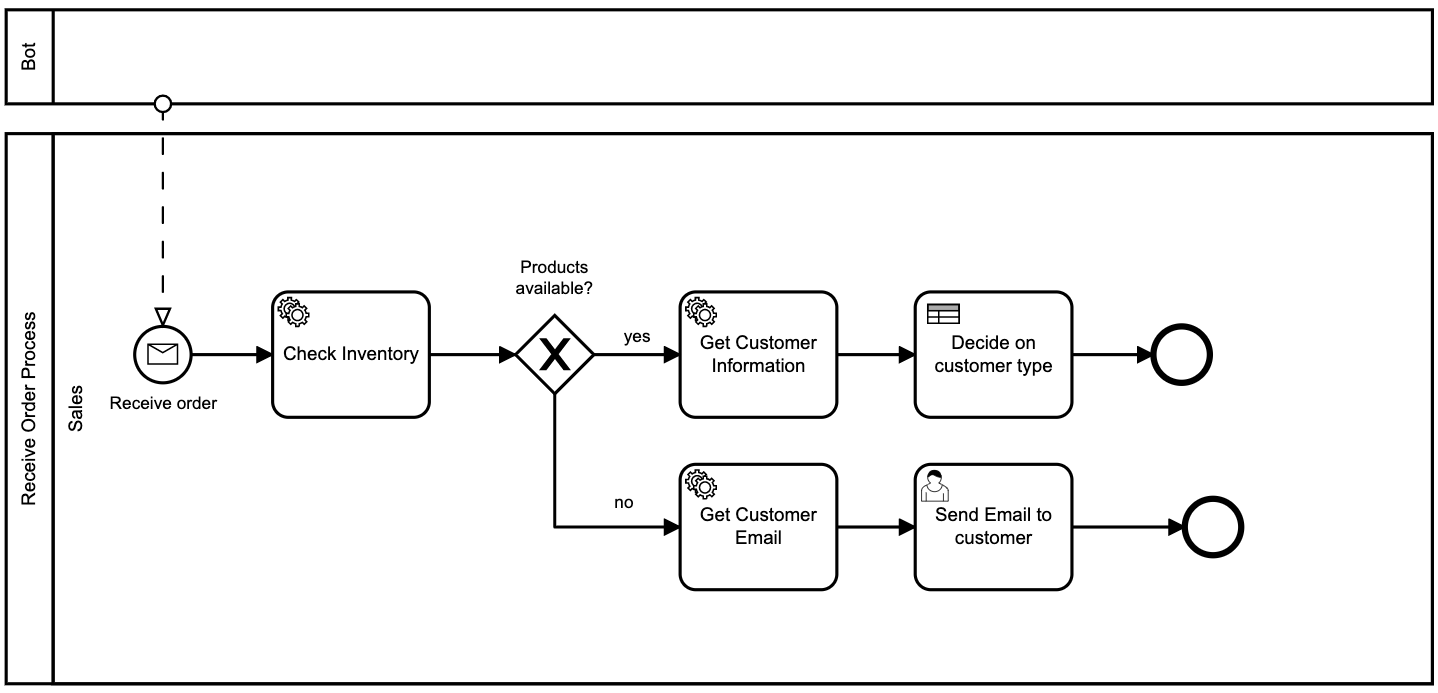 Bot
Receive Order Process
Sales
Receive order
Check Inventory
Products
available?
yes
Get Customer
Information
Decide on
customer type
no
Get Customer
Email
Send Email to
customer